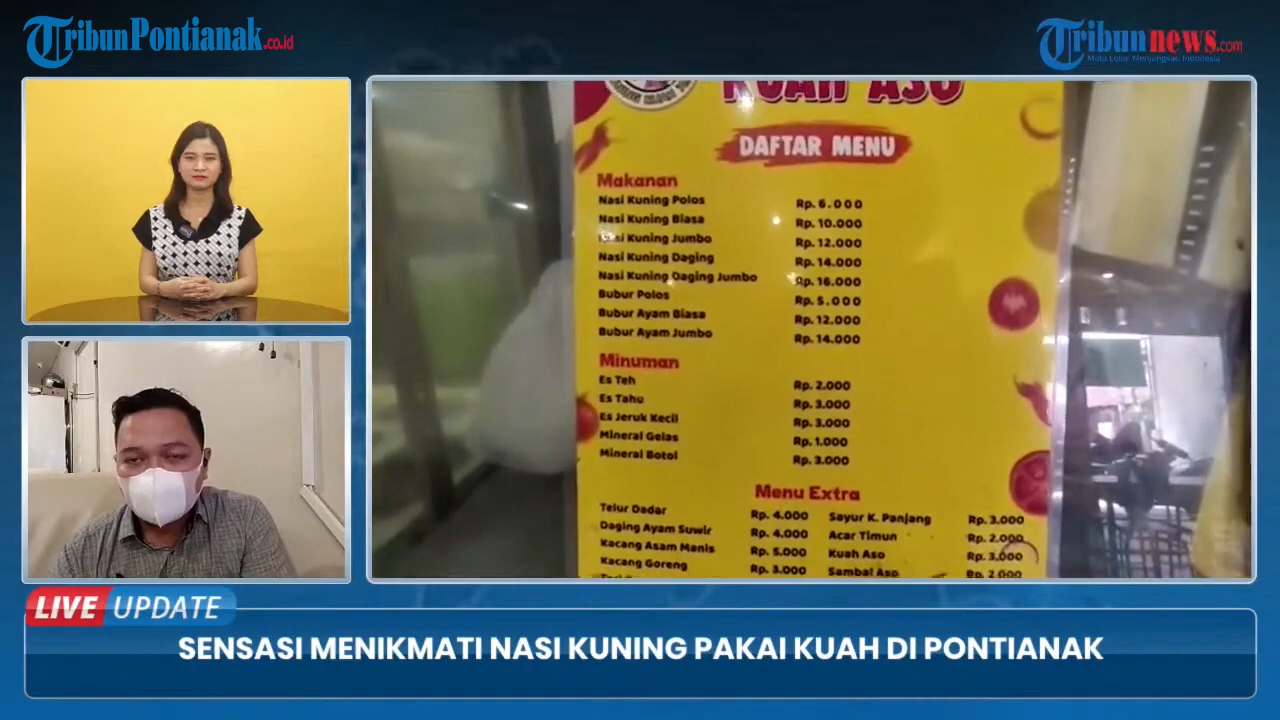 TribunPontianak.co.id
Tribunnews.com
Mata Lokal Menjangkau Indonesia
KUAH ASO
DAFTAR MENU
Makanan
Nasi Kuning Polos Rp. 6.000
Nasi Kuning Biasa Rp. 10.000
Nasi Kuning Jumbo Rp. 12.000
Nasi Kuning Daging Rp. 14.000
Nasi Kuning Daging Jumbo Rp. 16.000
Bubur Polos Rp. 5.000
Bubur Ayam Biasa Rp. 12.000
Bubur Ayam Jumbo Rp. 14.000
Minuman
Es Teh Rp. 2.000
Es Tahu Rp. 3.000
Es Jeruk Kecil Rp. 3.000
Mineral Gelas Rp. 1.000
Mineral Botol Rp. 3.000
Menu Extra
Telur Dadar Rp. 4.000 Sayur K. Panjang Rp. 3.000
Daging Ayam Suwir Rp. 4.000 Acar Timun Rp. 2.000
Kacang Asam Manis Rp. 5.000 Kuah Aso Rp. 3.000
Kacang Goreng Rp. 3.000 Sambal Aso Rp. 2.000
LIVE UPDATE
SENSASI MENIKMATI NASI KUNING PAKAI KUAH DI PONTIANAK